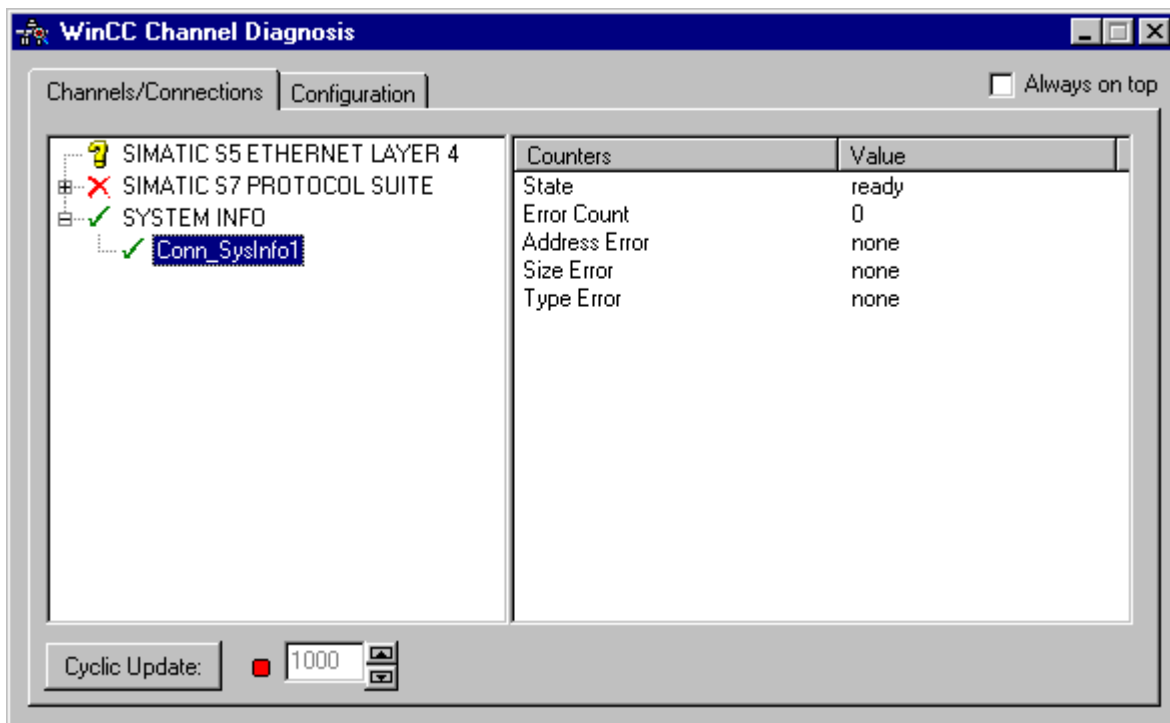 WinCC Channel Diagnosis
Channels/Connections Configuration Always on top
SIMATIC S5 ETHERNET LAYER 4
SIMATIC S7 PROTOCOL SUITE
SYSTEM INFO
Conn_SysInfo1
Counters Value
State ready
Error Count 0
Address Error none
Size Error none
Type Error none
Cyclic Update: 1000